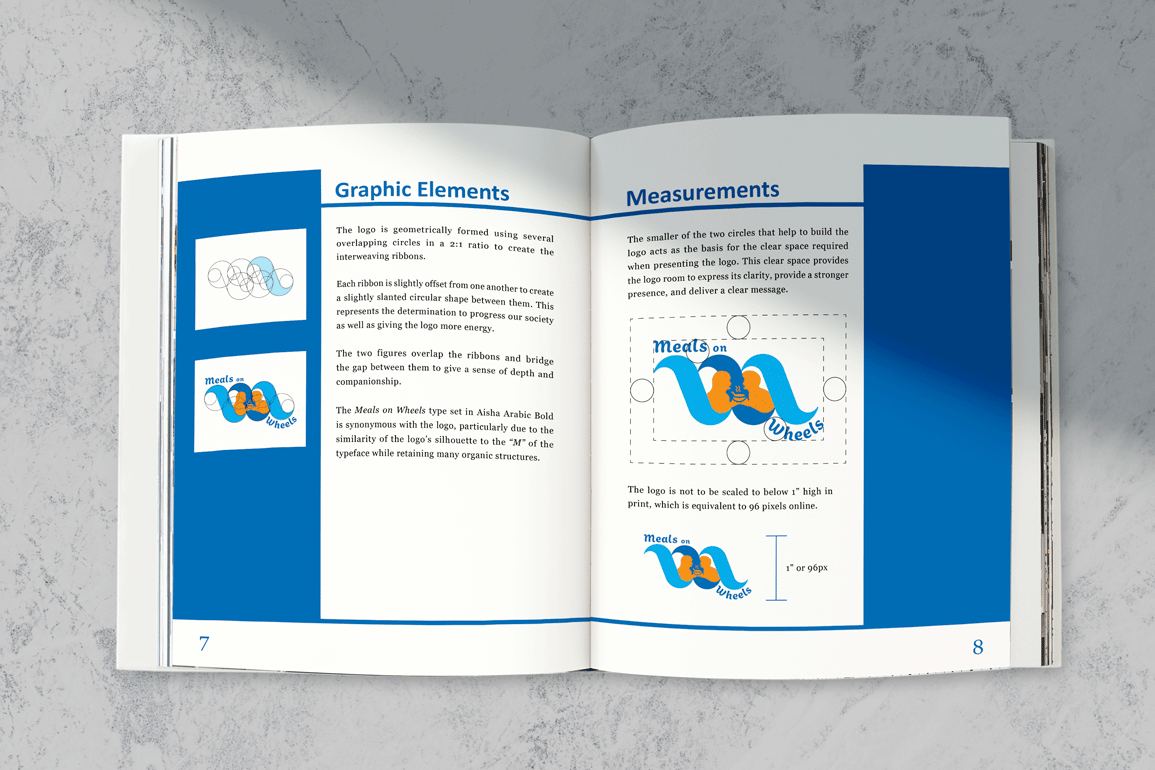 Graphic Elements
The logo is geometrically formed using several
overlapping circles in a 2:1 ratio to create the
interweaving ribbons.
Each ribbon is slightly offset from one another to create
a slightly slanted circular shape between them. This
represents the determination to progress our society
as well as giving the logo more energy.
The two figures overlap the ribbons and bridge
the gap between them to give a sense of depth and
companionship.
The Meals on Wheels type set in Aisha Arabic Bold
is synonymous with the logo, particularly due to the
similarity of the logo’s silhouette to the “M” of the
typeface while retaining many organic structures.
Meals on
Wheels
7
Measurements
The smaller of the two circles that help to build the
logo acts as the basis for the clear space required
when presenting the logo. This clear space provides
the logo room to express its clarity, provide a stronger
presence, and deliver a clear message.
Meals on
Wheels
The logo is not to be scaled to below 1” high in
print, which is equivalent to 96 pixels online.
Meals on
Wheels
1” or 96px
8